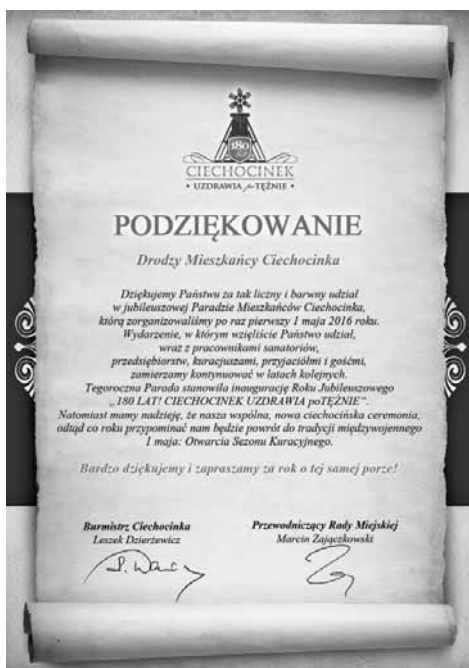 180
CIECHOCINEK
• UZDRAWIA poTĘŻNIE •
PODZIĘKOWANIE
Drodzy Mieszkańcy Ciechocinka
Dziękujemy Państwu za tak liczny i barwny udział
w jubileuszowej Paradzie Mieszkańców Ciechocinka,
którą zorganizowaliśmy po raz pierwszy 1 maja 2016 roku.
Wydarzenie, w którym wzięliście Państwo udział,
wraz z pracownikami sanatoriów,
przedsiębiorstw, kuracjuszami, przyjaciółmi i gośćmi,
zamierzamy kontynuować w latach kolejnych.
Tegoroczna Parada stanowiła inaugurację Roku Jubileuszowego
„180 LAT! CIECHOCINEK UZDRAWIA poTĘŻNIE”.
Natomiast mamy nadzieję, że nasza wspólna, nowa ciechocińska ceremonia,
odtąd co roku przypominać nam będzie powrót do tradycji międzywojennego
1 maja: Otwarcia Sezonu Kuracyjnego.
Bardzo dziękujemy i zapraszamy za rok o tej samej porze!
Burmistrz Ciechocinka
Leszek Dzierżewicz
Przewodniczący Rady Miejskiej
Marcin Zajączkowski